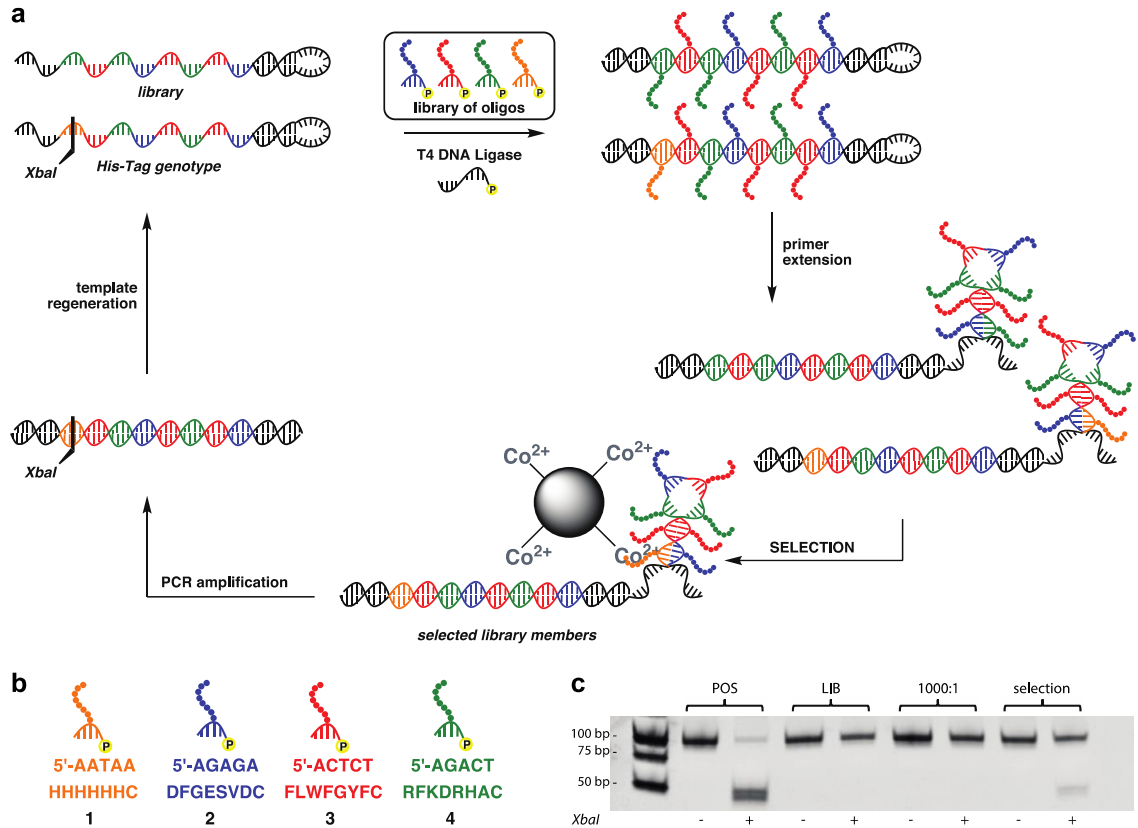 a
library
XbaI
His-Tag genotype
P P P P
library of oligos
T4 DNA Ligase
P
primer
extension
template
regeneration
XbaI
Co2+ Co2+
Co2+ Co2+
SELECTION
PCR amplification
selected library members
b
P P P P
5'-AATAA 5'-AGAGA 5'-ACTCT 5'-AGACT
HHHHHHC DFGESVDC FLWFGYFC RFKDRHAC
1 2 3 4
c
POS LIB 1000:1 selection
100 bp -
75 bp -
50 bp -
XbaI - + - + - + - +